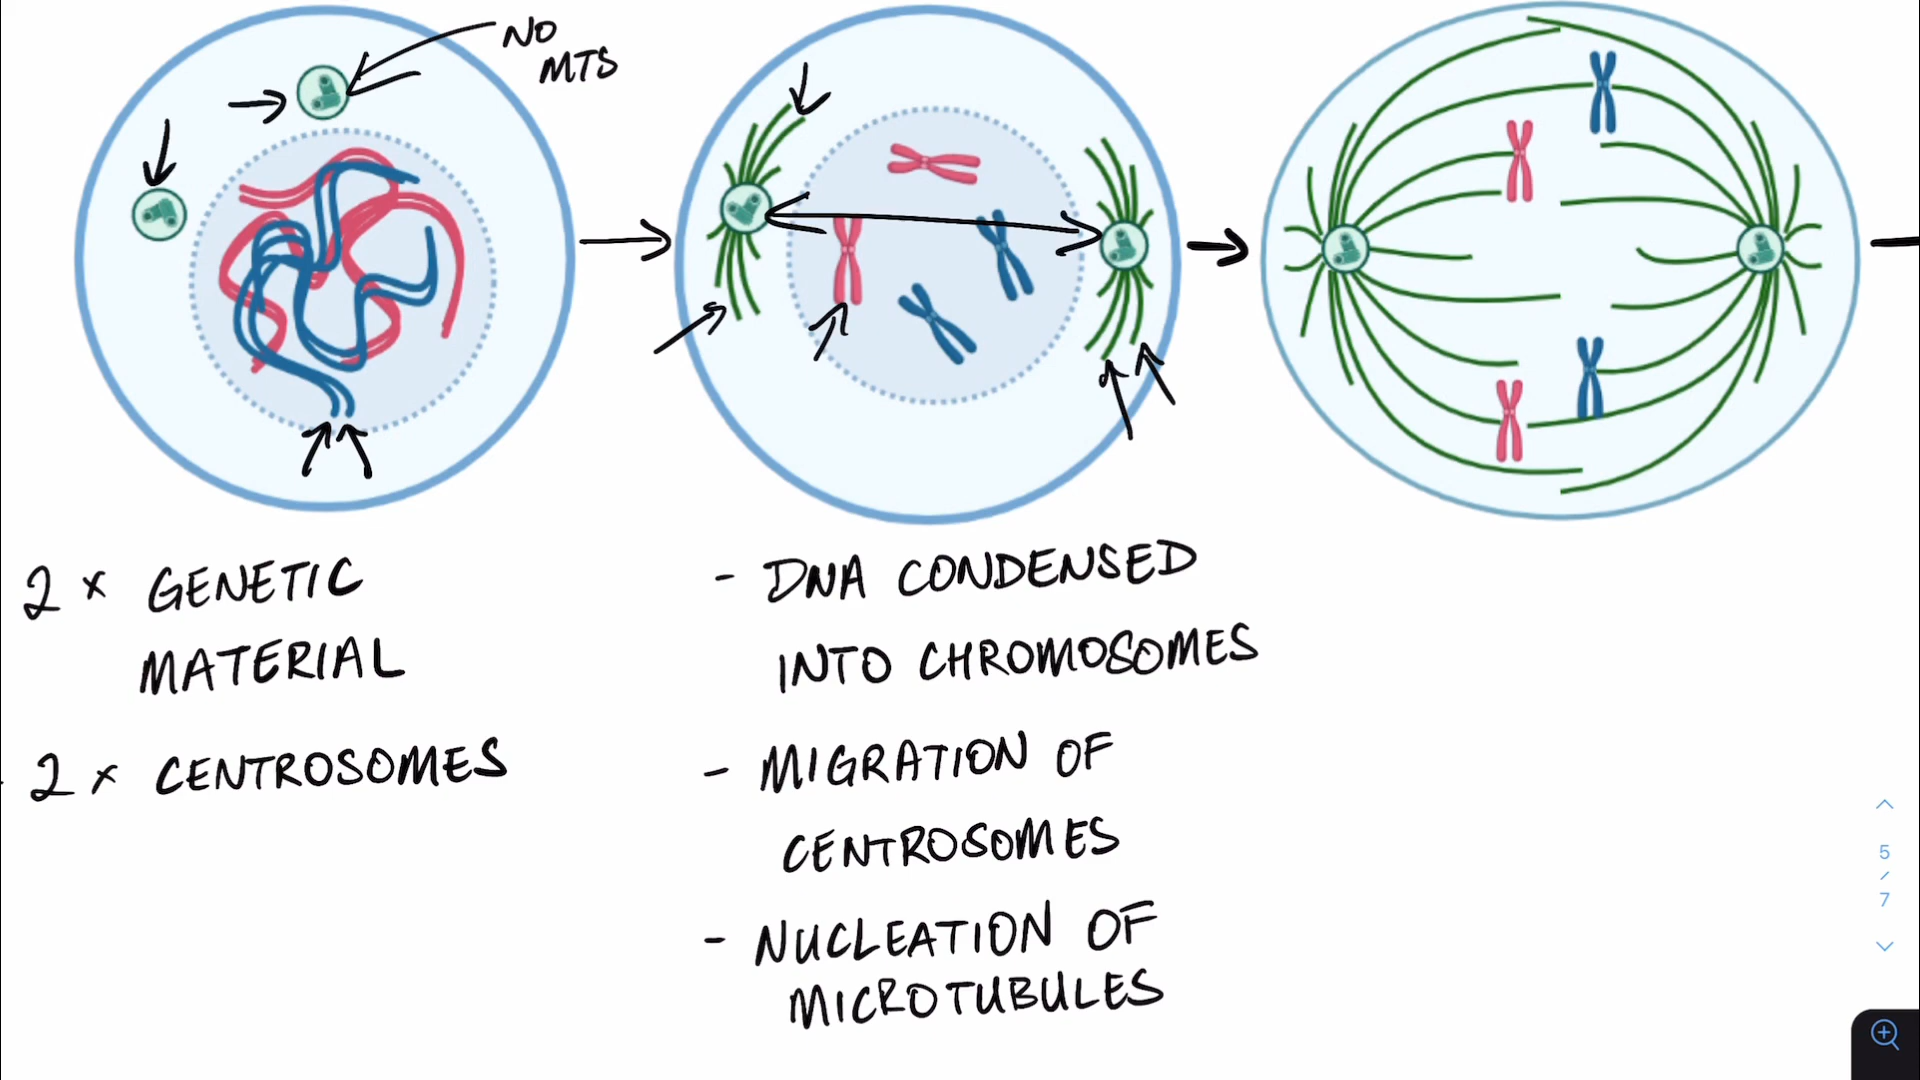 NO
MTS
2 x GENETIC
MATERIAL
- 2 x CENTROSOMES
- DNA CONDENSED
INTO CHROMOSOMES
- MIGRATION OF
CENTROSOMES
- NUCLEATION OF
MICROTUBULES
5
/
7